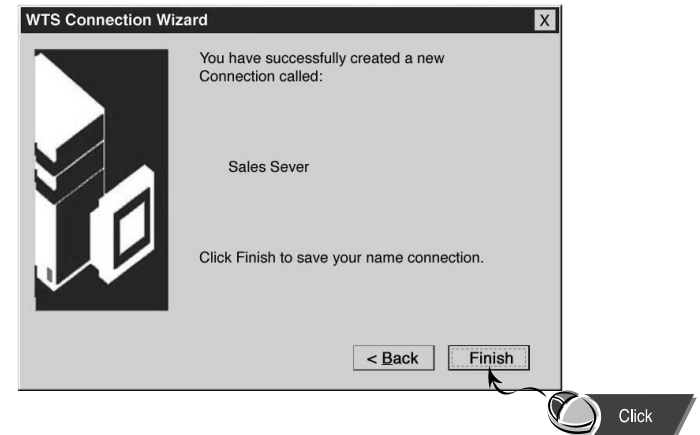 WTS Connection Wizard
X
You have successfully created a new
Connection called:
Sales Sever
Click Finish to save your name connection.
< Back
Finish
Click